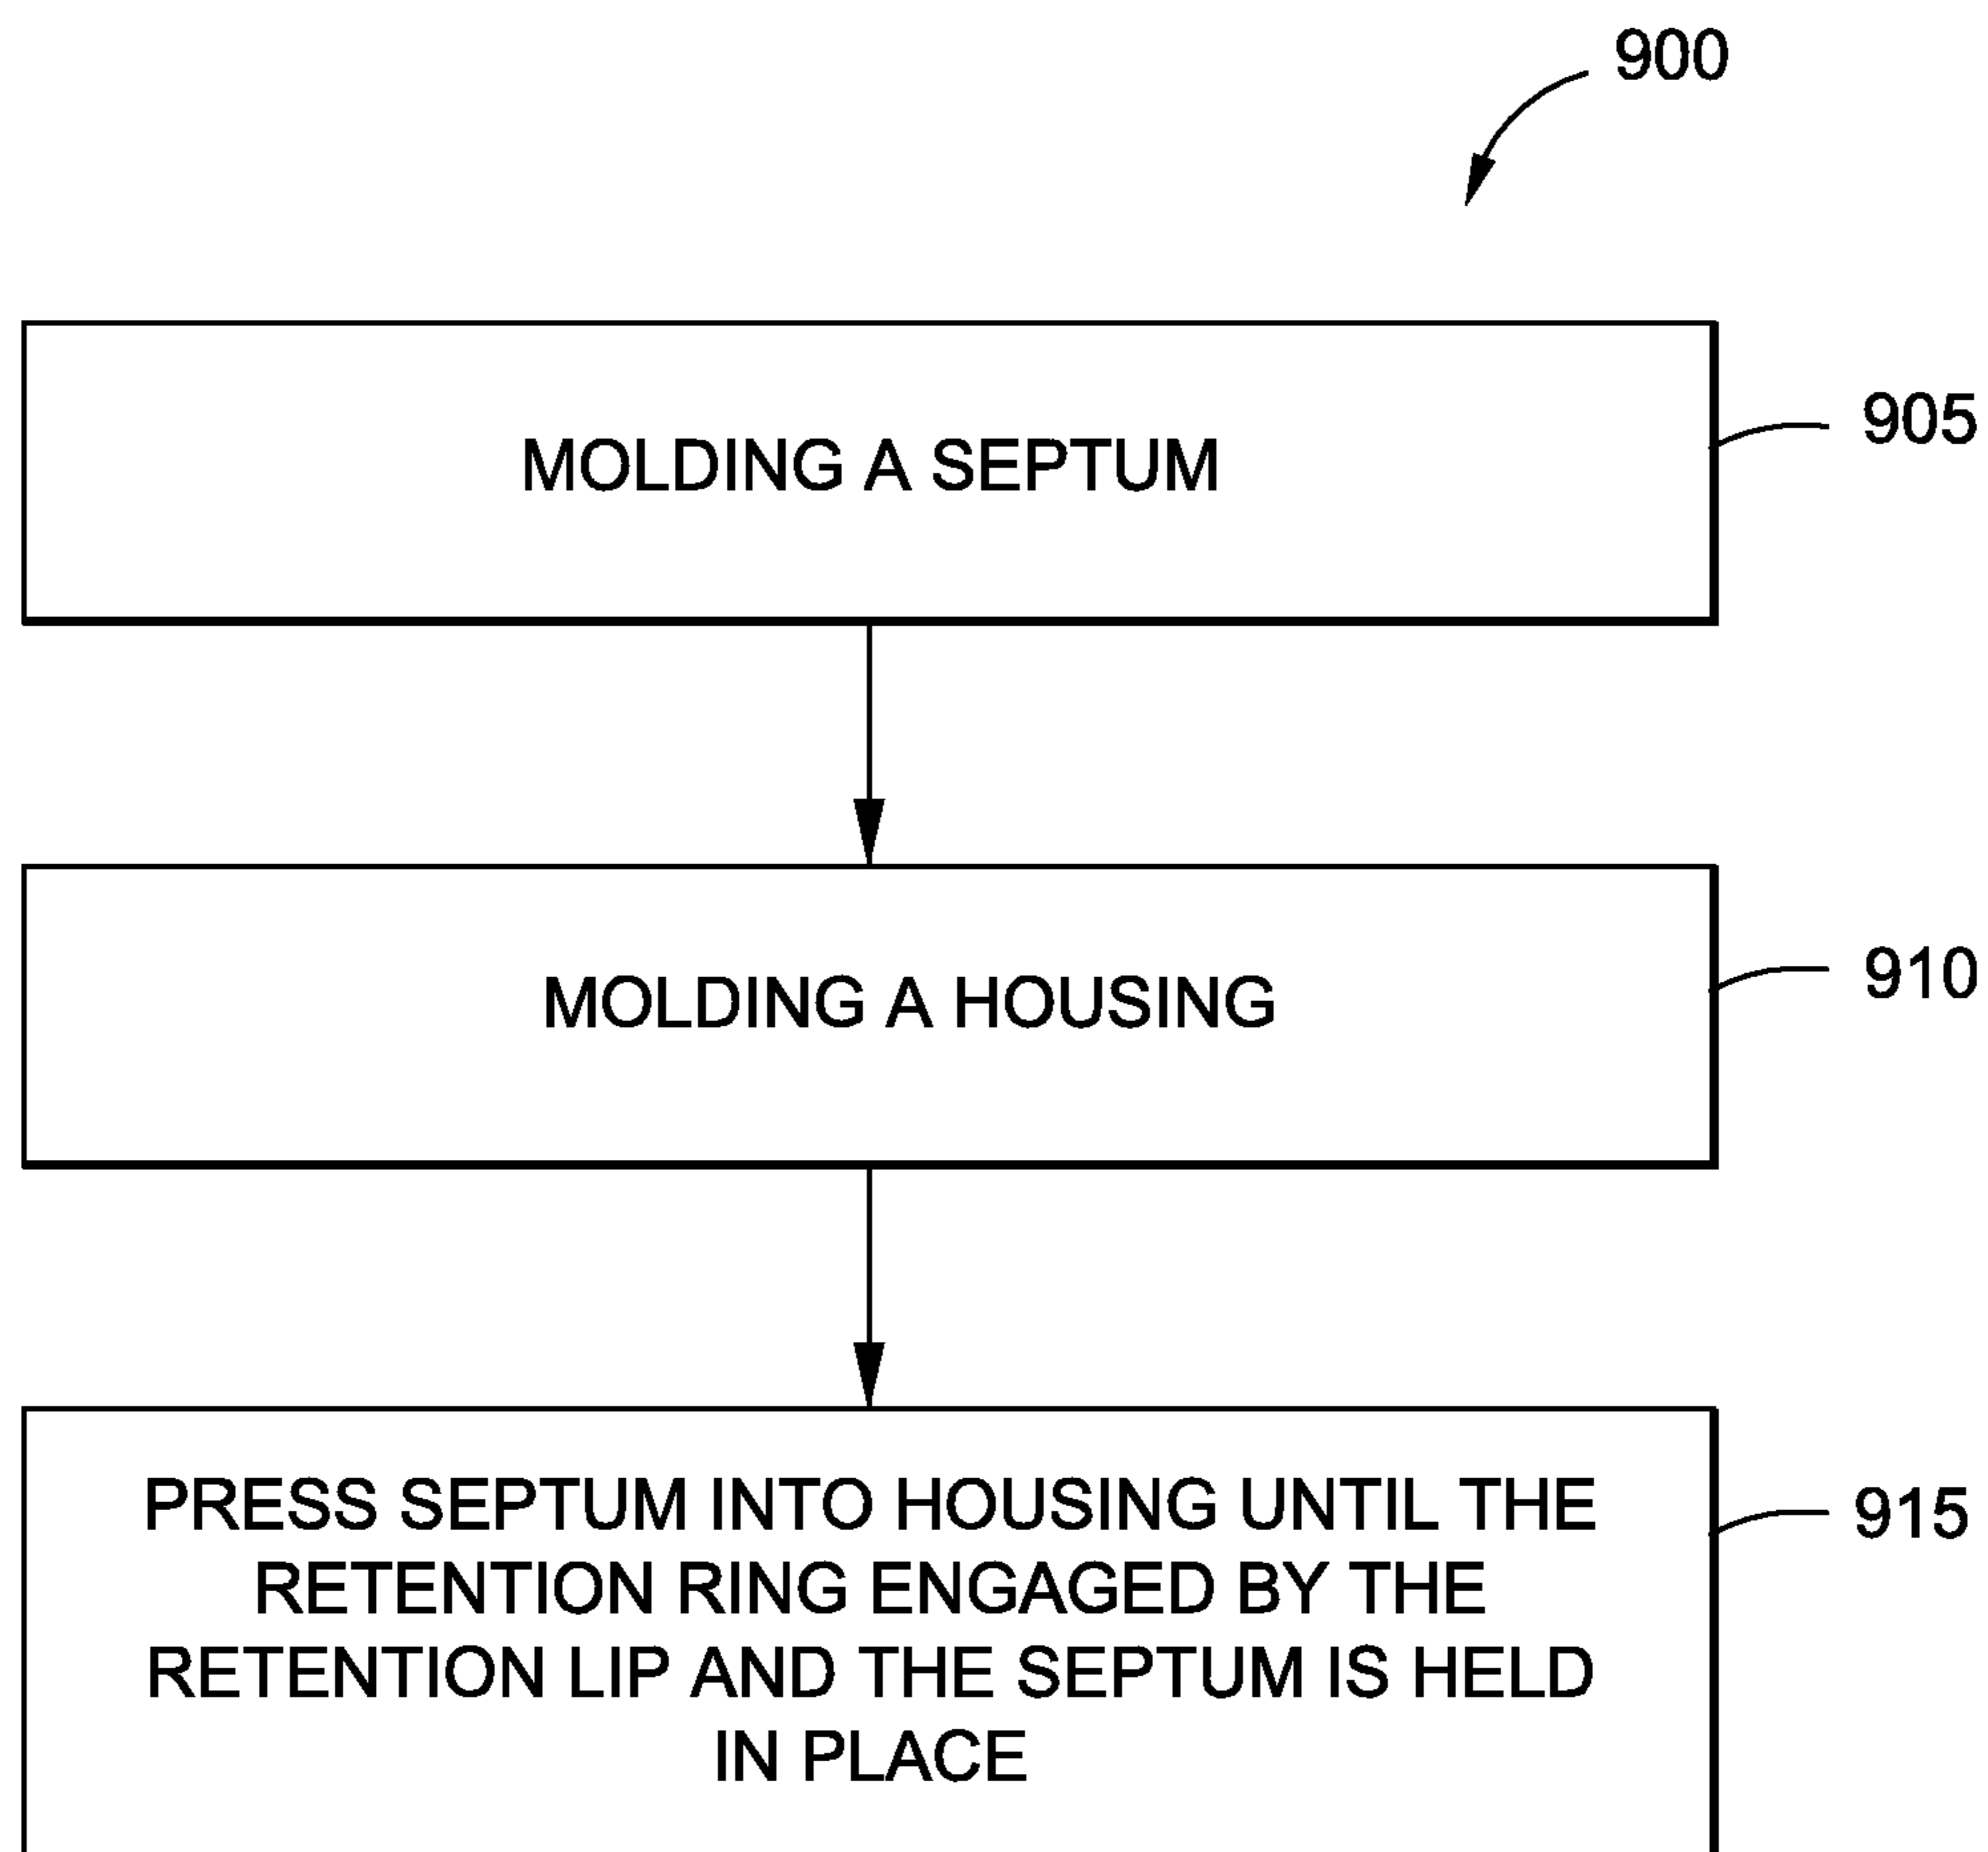 900
MOLDING A SEPTUM
905
MOLDING A HOUSING
910
PRESS SEPTUM INTO HOUSING UNTIL THE
RETENTION RING ENGAGED BY THE
RETENTION LIP AND THE SEPTUM IS HELD
IN PLACE
915